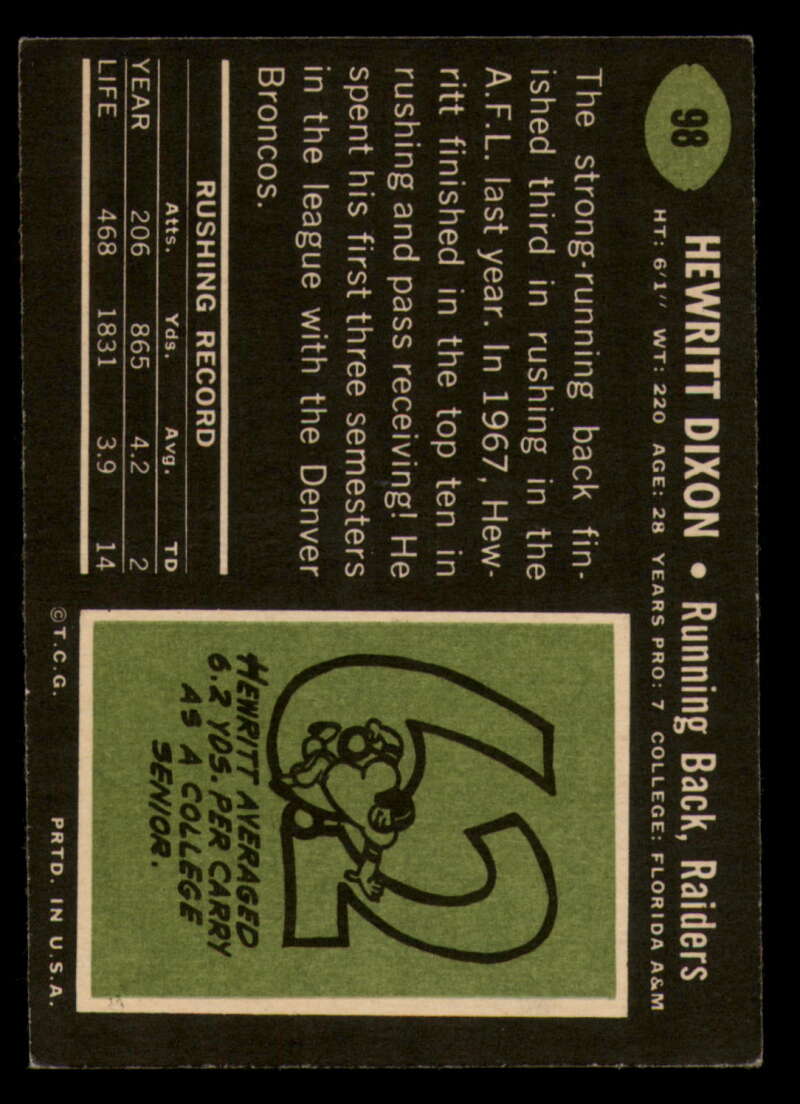 98
HEWRITT DIXON • Running Back, Raiders
HT: 6'1" WT: 220 AGE: 28 YEARS PRO: 7 COLLEGE: FLORIDA A&M
The strong-running back fin-
ished third in rushing in the
A.F.L. last year. In 1967, Hew-
ritt finished in the top ten in
rushing and pass receiving! He
spent his first three semesters
in the league with the Denver
Broncos.
RUSHING RECORD
Atts. Yds. Avg. TD
YEAR 206 865 4.2 2
LIFE 468 1831 3.9 14
62
HEWRITT AVERAGED
6.2 YDS. PER CARRY
AS A COLLEGE
SENIOR.
©T.C.G. PRTD. IN U.S.A.